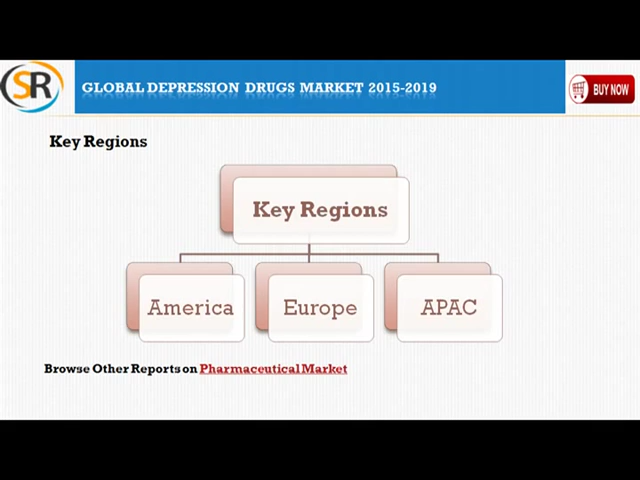 SR
GLOBAL DEPRESSION DRUGS MARKET 2015-2019
BUY NOW
Key Regions
Key Regions
America
Europe
APAC
Browse Other Reports on Pharmaceutical Market